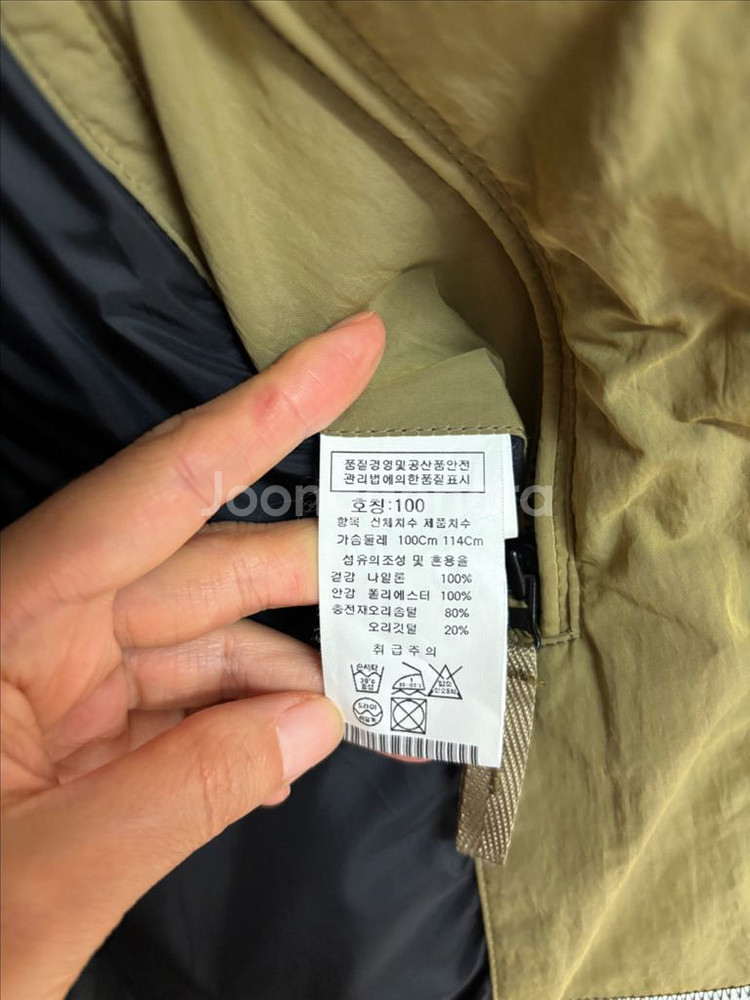 품질경영및공산품안전
관리법에의한품질표시
호칭:100
항목 신체치수 제품치수
가슴둘레 100Cm 114Cm
섬유의조성 및 혼용율
겉감 나일론 100%
안감 폴리에스터 100%
충전재오리솜털 80%
오리깃털 20%
취급주의
드라이